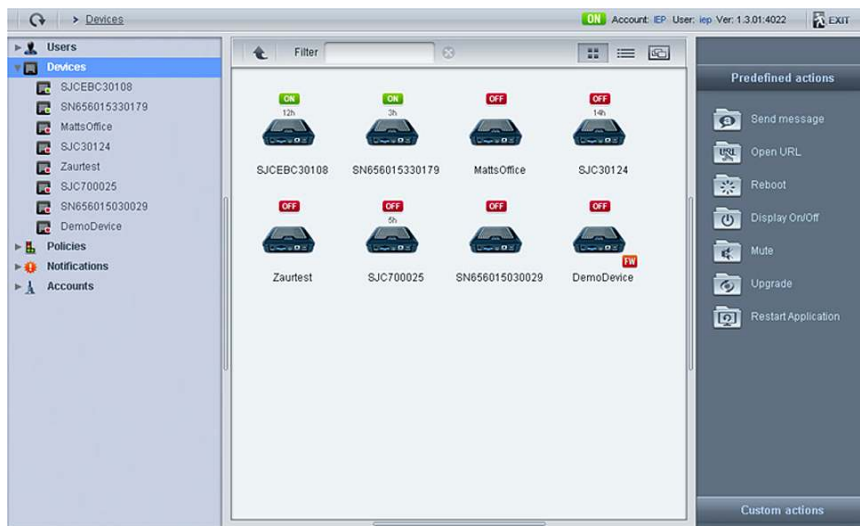 > Devices
ON Account: IEP User: iep Ver: 1.3.01:4022 EXIT
Users
Devices
SJCEBC30108
SN656015330179
MattsOffice
SJC30124
Zaurtest
SJC700025
SN656015030029
DemoDevice
Policies
Notifications
Accounts
Filter
ON ON OFF OFF
12h 3h 14h
SJCEBC30108 SN656015330179 MattsOffice SJC30124
OFF OFF OFF OFF
5h
FW
Zaurtest SJC700025 SN656015030029 DemoDevice
Predefined actions
Send message
URL Open URL
Reboot
Display On/Off
Mute
Upgrade
Restart Application
Custom actions